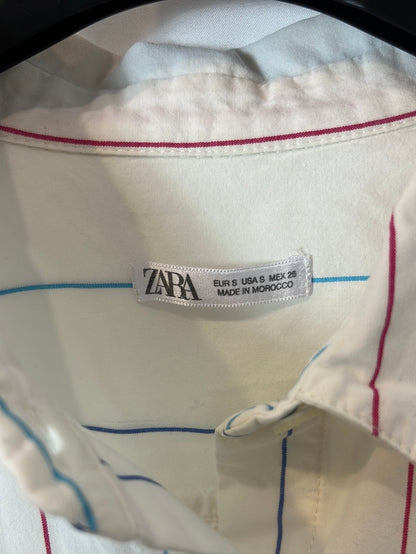 ZARA
EUR S USA S MEX 26
MADE IN MOROCCO